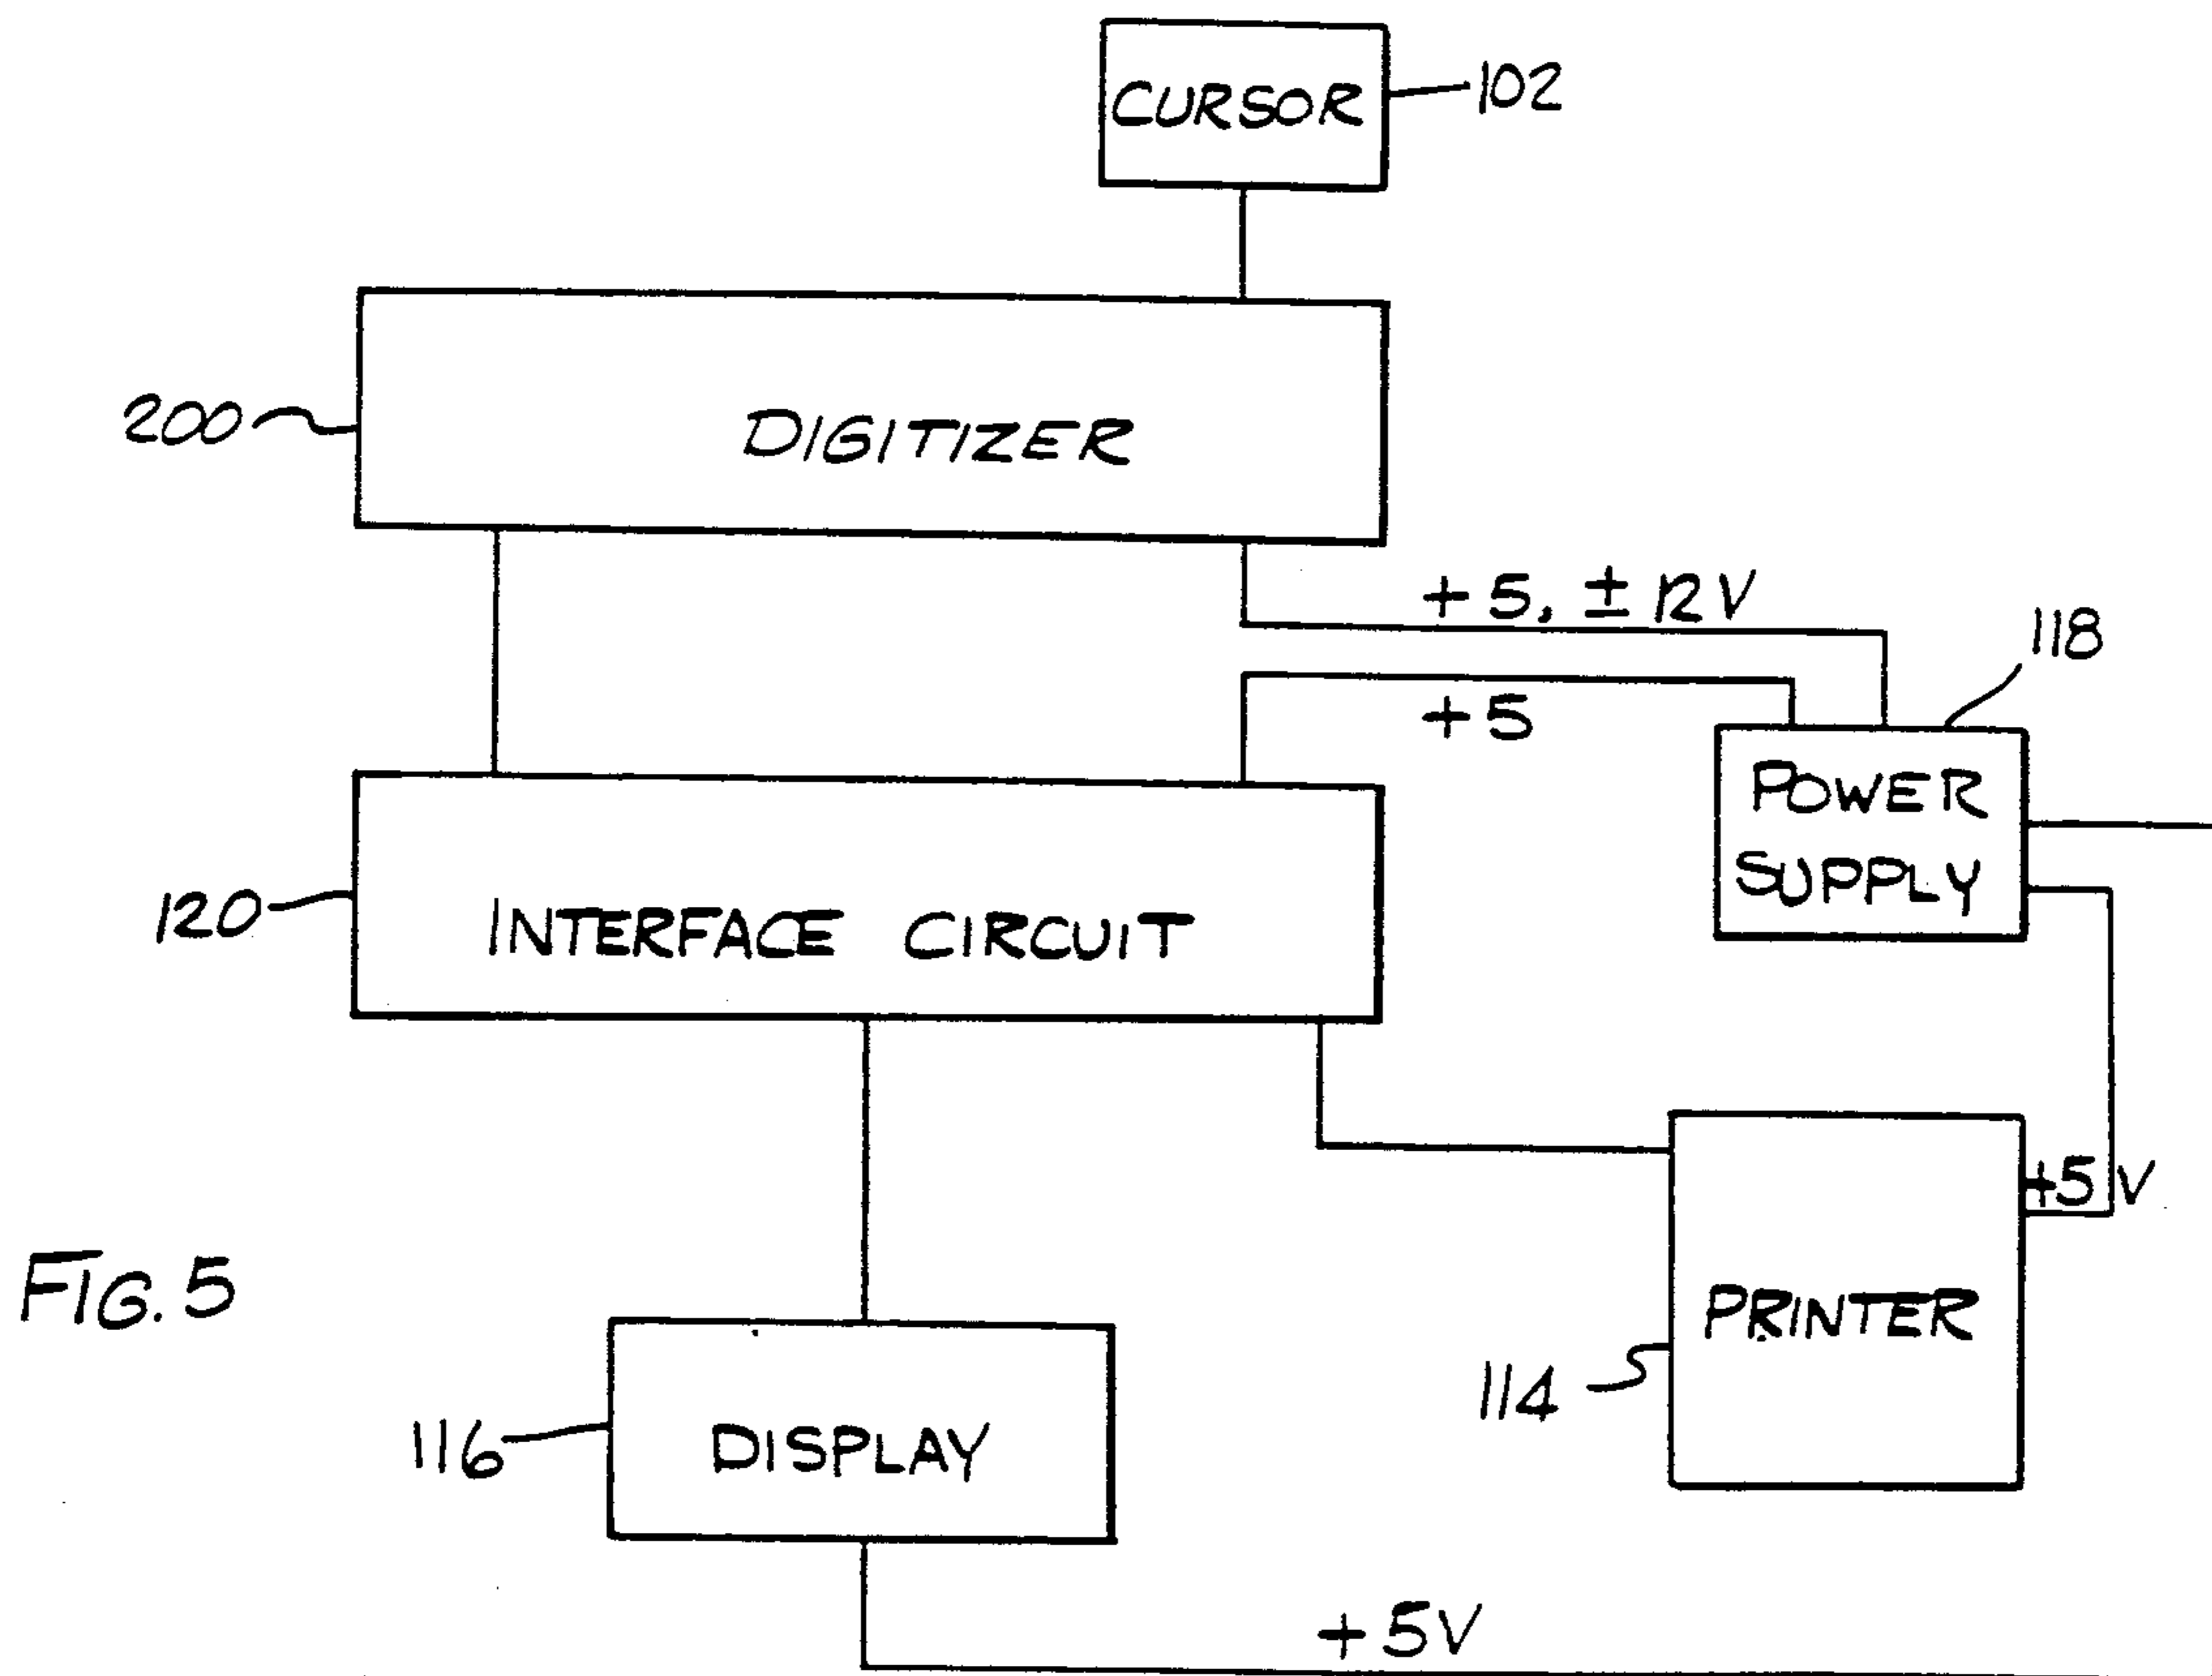 CURSOR
102
200
DIGITIZER
+5, ±12V
118
+5
POWER
SUPPLY
120
INTERFACE CIRCUIT
+5V
FIG. 5
PRINTER
114
116
DISPLAY
+5V